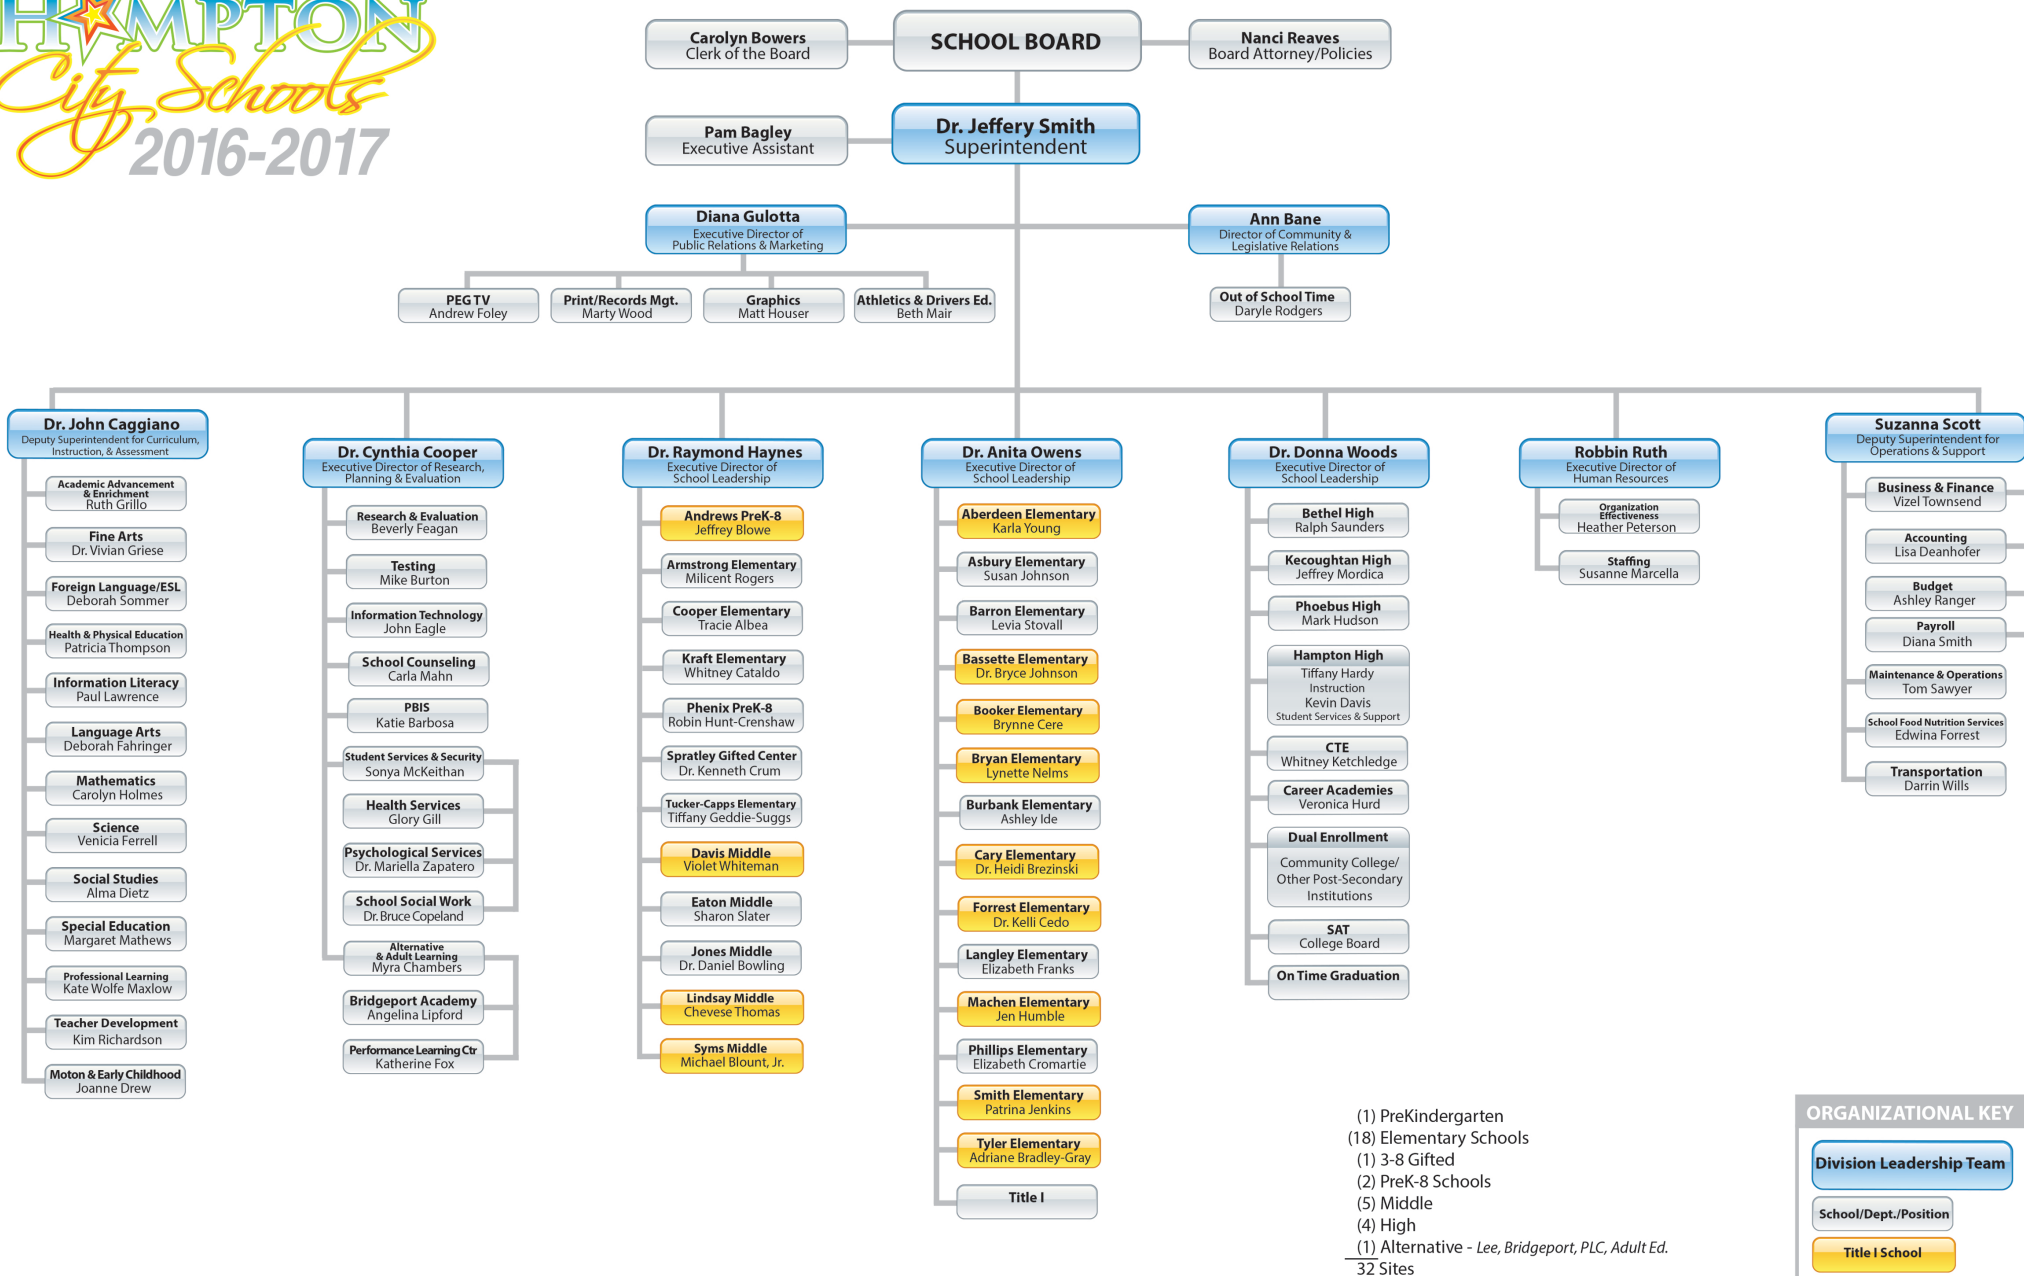 HAMPTON
City Schools
2016-2017
Carolyn Bowers
Clerk of the Board
SCHOOL BOARD
Nanci Reaves
Board Attorney/Policies
Pam Bagley
Executive Assistant
Dr. Jeffery Smith
Superintendent
Diana Gulotta
Executive Director of
Public Relations & Marketing
Ann Bane
Director of Community &
Legislative Relations
PEG TV
Andrew Foley
Print/Records Mgt.
Marty Wood
Graphics
Matt Houser
Athletics & Drivers Ed.
Beth Mair
Out of School Time
Daryle Rodgers
Dr. John Caggiano
Deputy Superintendent for Curriculum,
Instruction, & Assessment
Academic Advancement
& Enrichment
Ruth Grillo
Fine Arts
Dr. Vivian Griese
Foreign Language/ESL
Deborah Sommer
Health & Physical Education
Patricia Thompson
Information Literacy
Paul Lawrence
Language Arts
Deborah Fahringer
Mathematics
Carolyn Holmes
Science
Venicia Ferrell
Social Studies
Alma Dietz
Special Education
Margaret Mathews
Professional Learning
Kate Wolfe Maxlow
Teacher Development
Kim Richardson
Moton & Early Childhood
Joanne Drew
Dr. Cynthia Cooper
Executive Director of Research,
Planning & Evaluation
Research & Evaluation
Beverly Feagan
Testing
Mike Burton
Information Technology
John Eagle
School Counseling
Carla Mahn
PBIS
Katie Barbosa
Student Services & Security
Sonya McKeithan
Health Services
Glory Gill
Psychological Services
Dr. Mariella Zapatero
School Social Work
Dr. Bruce Copeland
Alternative
& Adult Learning
Myra Chambers
Bridgeport Academy
Angelina Lipford
Performance Learning Ctr
Katherine Fox
Dr. Raymond Haynes
Executive Director of
School Leadership
Andrews PreK-8
Jeffrey Blowe
Armstrong Elementary
Milicent Rogers
Cooper Elementary
Tracie Albea
Kraft Elementary
Whitney Cataldo
Phenix PreK-8
Robin Hunt-Crenshaw
Spratley Gifted Center
Dr. Kenneth Crum
Tucker-Capps Elementary
Tiffany Geddie-Suggs
Davis Middle
Violet Whiteman
Eaton Middle
Sharon Slater
Jones Middle
Dr. Daniel Bowling
Lindsay Middle
Chevese Thomas
Syms Middle
Michael Blount, Jr.
Dr. Anita Owens
Executive Director of
School Leadership
Aberdeen Elementary
Karla Young
Asbury Elementary
Susan Johnson
Barron Elementary
Levia Stovall
Bassette Elementary
Dr. Bryce Johnson
Booker Elementary
Brynne Cere
Bryan Elementary
Lynette Nelms
Burbank Elementary
Ashley Ide
Cary Elementary
Dr. Heidi Brezinski
Forrest Elementary
Dr. Kelli Cedo
Langley Elementary
Elizabeth Franks
Machen Elementary
Jen Humble
Phillips Elementary
Elizabeth Cromartie
Smith Elementary
Patrina Jenkins
Tyler Elementary
Adriane Bradley-Gray
Title I
Dr. Donna Woods
Executive Director of
School Leadership
Bethel High
Ralph Saunders
Kecoughtan High
Jeffrey Mordica
Phoebus High
Mark Hudson
Hampton High
Tiffany Hardy
Instruction
Kevin Davis
Student Services & Support
CTE
Whitney Ketchledge
Career Academies
Veronica Hurd
Dual Enrollment
Community College/
Other Post-Secondary
Institutions
SAT
College Board
On Time Graduation
Robbin Ruth
Executive Director of
Human Resources
Organization
Effectiveness
Heather Peterson
Staffing
Susanne Marcella
Suzanna Scott
Deputy Superintendent for
Operations & Support
Business & Finance
Vizel Townsend
Accounting
Lisa Deanhofer
Budget
Ashley Ranger
Payroll
Diana Smith
Maintenance & Operations
Tom Sawyer
School Food Nutrition Services
Edwina Forrest
Transportation
Darrin Wills
(1) PreKindergarten
(18) Elementary Schools
(1) 3-8 Gifted
(2) PreK-8 Schools
(5) Middle
(4) High
(1) Alternative - Lee, Bridgeport, PLC, Adult Ed.
32 Sites
ORGANIZATIONAL KEY
Division Leadership Team
School/Dept./Position
Title I School